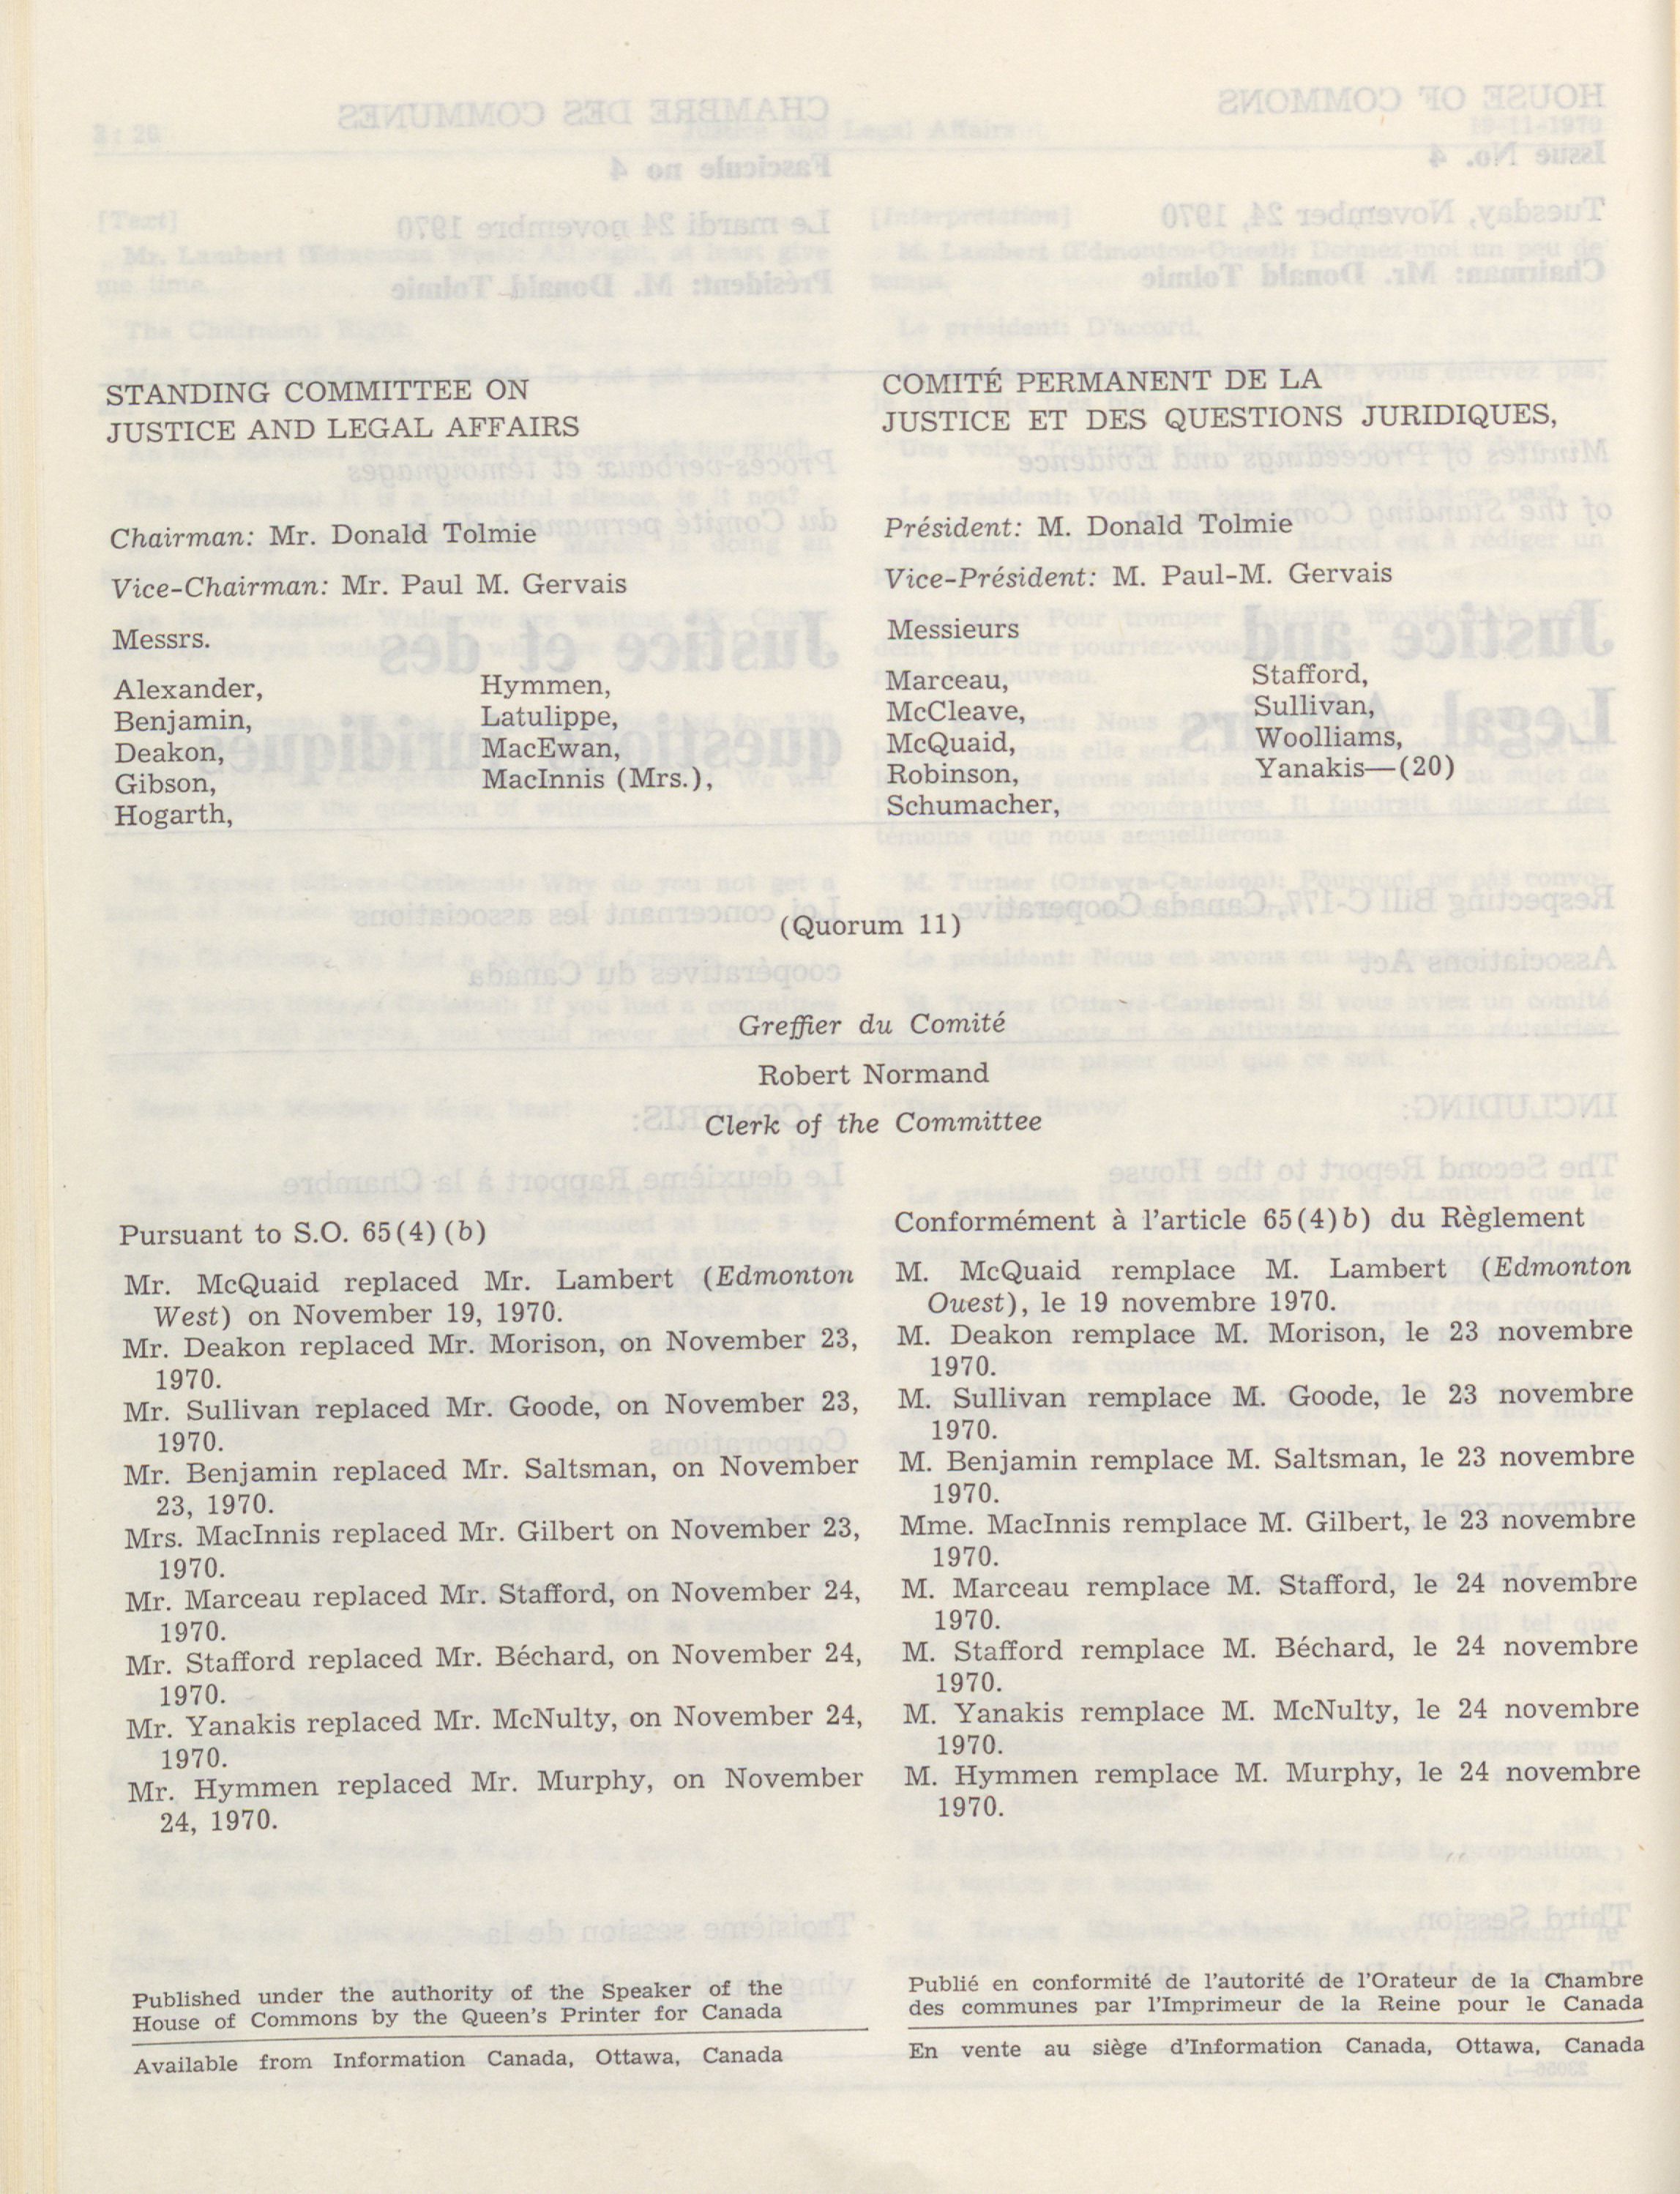 STANDING COMMITTEE ON
JUSTICE AND LEGAL AFFAIRS
Chairman: Mr. Donald Tolmie
Vice-Chairman: Mr. Paul M. Gervais
Messrs.
Alexander,
Benjamin,
Deakon,
Gibson,
Hogarth,
Hymmen,
Latulippe,
MacEwan,
MacInnis (Mrs.),
COMITÉ PERMANENT DE LA
JUSTICE ET DES QUESTIONS JURIDIQUES,
Président: M. Donald Tolmie
Vice-Président: M. Paul-M. Gervais
Messieurs
Marceau,
McCleave,
McQuaid,
Robinson,
Schumacher,
Stafford,
Sullivan,
Woolliams,
Yanakis—(20)
(Quorum 11)
Greffier du Comité
Robert Normand
Clerk of the Committee
Pursuant to S.O. 65(4)(b)
Mr. McQuaid replaced Mr. Lambert (Edmonton
West) on November 19, 1970.
Mr. Deakon replaced Mr. Morison, on November 23,
1970.
Mr. Sullivan replaced Mr. Goode, on November 23,
1970.
Mr. Benjamin replaced Mr. Saltsman, on November
23, 1970.
Mrs. MacInnis replaced Mr. Gilbert on November 23,
1970.
Mr. Marceau replaced Mr. Stafford, on November 24,
1970.
Mr. Stafford replaced Mr. Béchard, on November 24,
1970.
Mr. Yanakis replaced Mr. McNulty, on November 24,
1970.
Mr. Hymmen replaced Mr. Murphy, on November
24, 1970.
Conformément à l'article 65(4)b) du Règlement
M. McQuaid remplace M. Lambert (Edmonton
Ouest), le 19 novembre 1970.
M. Deakon remplace M. Morison, le 23 novembre
1970.
M. Sullivan remplace M. Goode, le 23 novembre
1970.
M. Benjamin remplace M. Saltsman, le 23 novembre
1970.
Mme. MacInnis remplace M. Gilbert, le 23 novembre
1970.
M. Marceau remplace M. Stafford, le 24 novembre
1970.
M. Stafford remplace M. Béchard, le 24 novembre
1970.
M. Yanakis remplace M. McNulty, le 24 novembre
1970.
M. Hymmen remplace M. Murphy, le 24 novembre
1970.
Published under the authority of the Speaker of the
House of Commons by the Queen's Printer for Canada
Available from Information Canada, Ottawa, Canada
Publié en conformité de l'autorité de l'Orateur de la Chambre
des communes par l'Imprimeur de la Reine pour le Canada
En vente au siège d'Information Canada, Ottawa, Canada